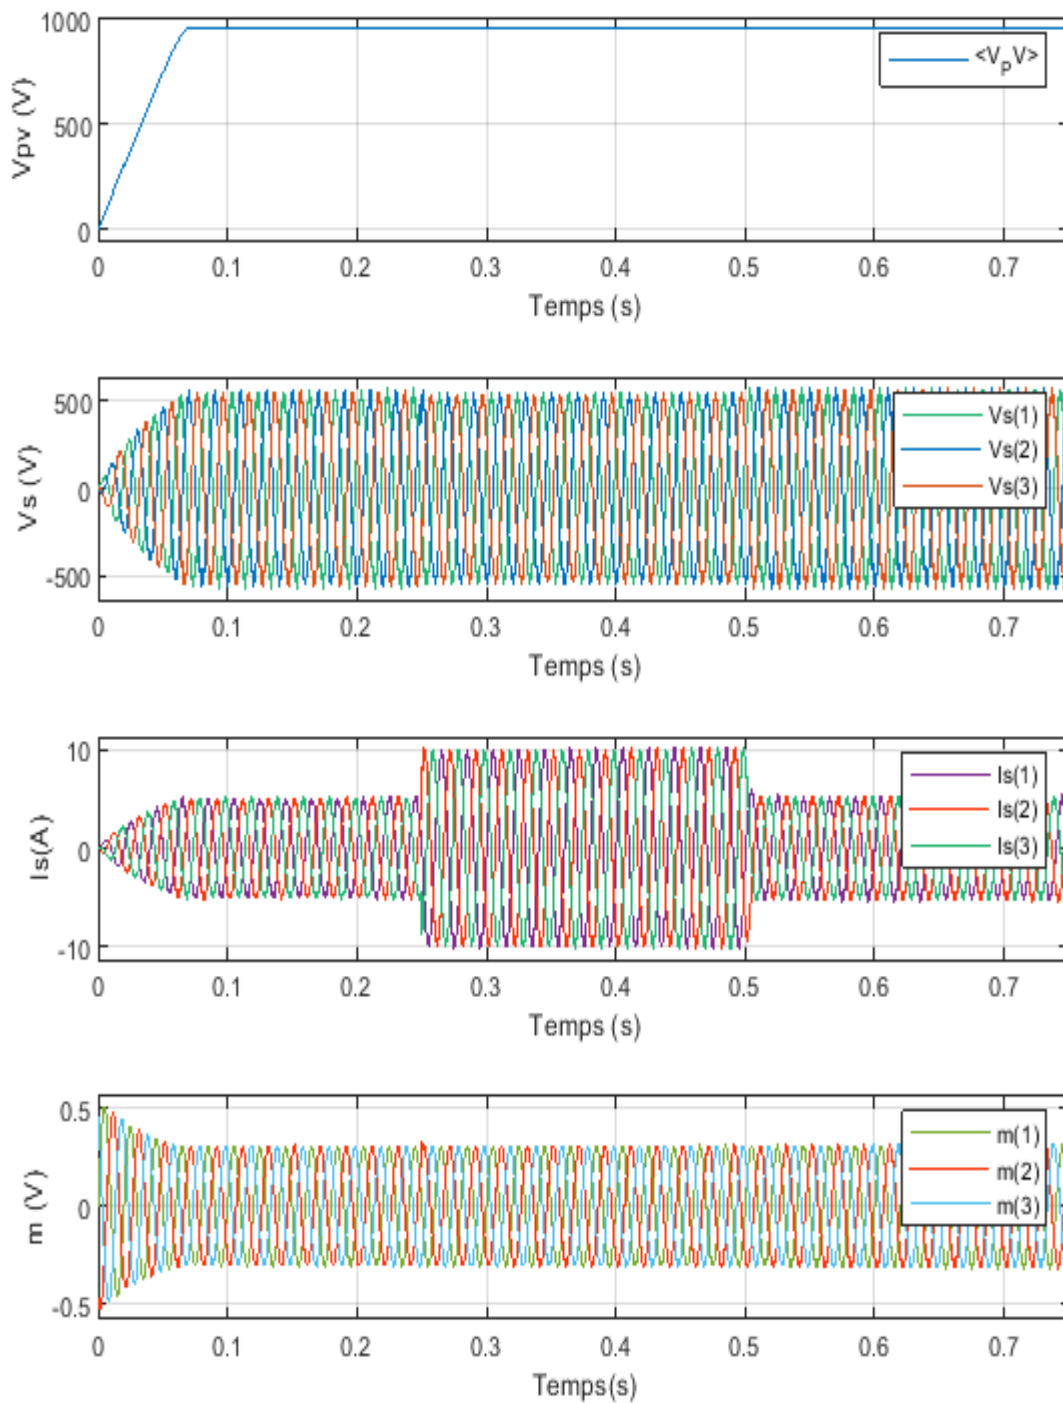 1000
500
0
Vpv (V)
<V_pV>
0 0.1 0.2 0.3 0.4 0.5 0.6 0.7
Temps (s)
500
0
-500
Vs (V)
Vs(1)
Vs(2)
Vs(3)
0 0.1 0.2 0.3 0.4 0.5 0.6 0.7
Temps (s)
10
0
-10
Is(A)
Is(1)
Is(2)
Is(3)
0 0.1 0.2 0.3 0.4 0.5 0.6 0.7
Temps (s)
0.5
0
-0.5
m (V)
m(1)
m(2)
m(3)
0 0.1 0.2 0.3 0.4 0.5 0.6 0.7
Temps(s)